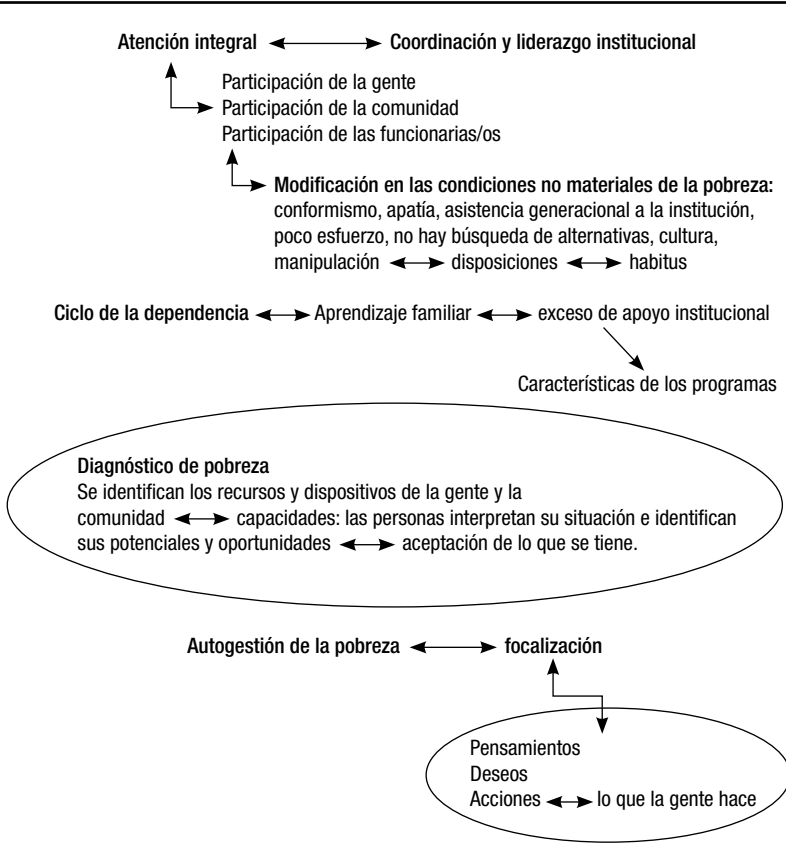 Atención integral Coordinación y liderazgo institucional
Participación de la gente
Participación de la comunidad
Participación de las funcionarias/os
Modificación en las condiciones no materiales de la pobreza:
conformismo, apatía, asistencia generacional a la institución,
poco esfuerzo, no hay búsqueda de alternativas, cultura,
manipulación disposiciones habitus
Ciclo de la dependencia Aprendizaje familiar exceso de apoyo institucional
Características de los programas
Diagnóstico de pobreza
Se identifican los recursos y dispositivos de la gente y la
comunidad capacidades: las personas interpretan su situación e identifican
sus potenciales y oportunidades aceptación de lo que se tiene.
Autogestión de la pobreza focalización
Pensamientos
Deseos
Acciones lo que la gente hace